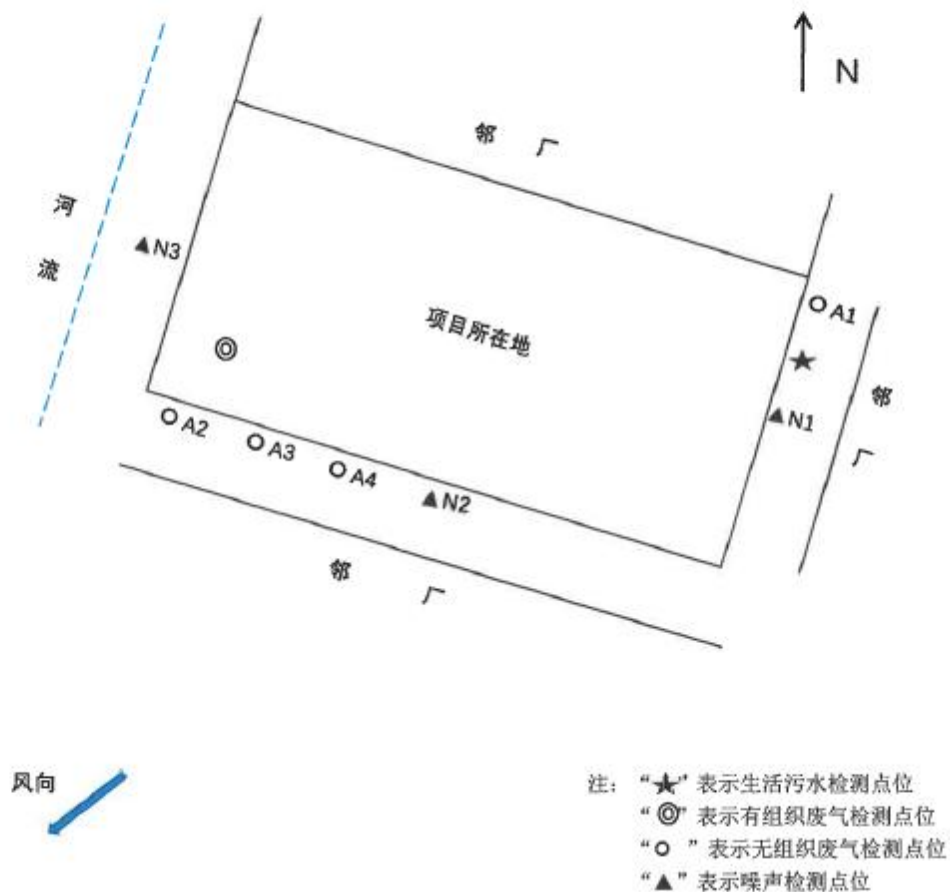 N
邻 厂
河
流
▲N3
项目所在地
A1
★
▲N1
邻
厂
◎
A2
A3
A4
▲N2
邻 厂
风向
注: “★” 表示生活污水检测点位
“◎” 表示有组织废气检测点位
“○ ” 表示无组织废气检测点位
“▲” 表示噪声检测点位